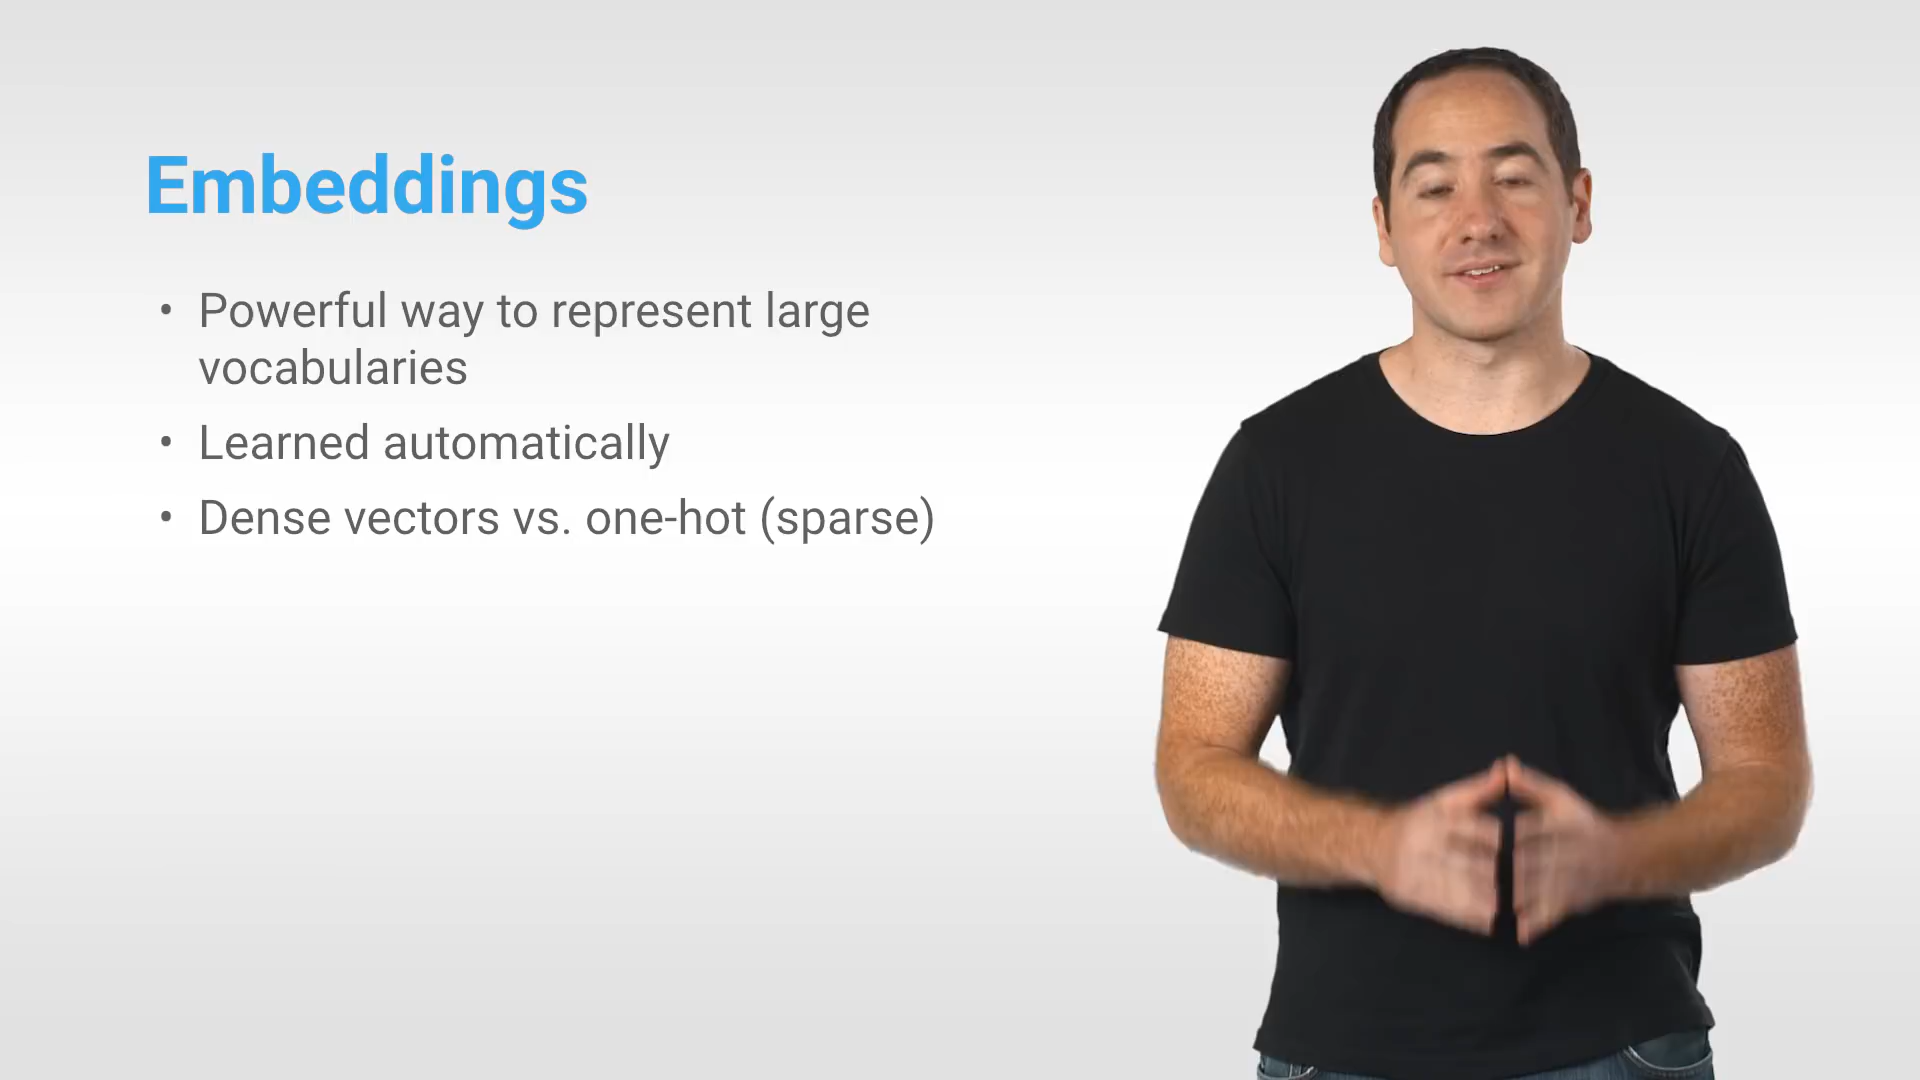 Embeddings
• Powerful way to represent large
vocabularies
• Learned automatically
• Dense vectors vs. one-hot (sparse)